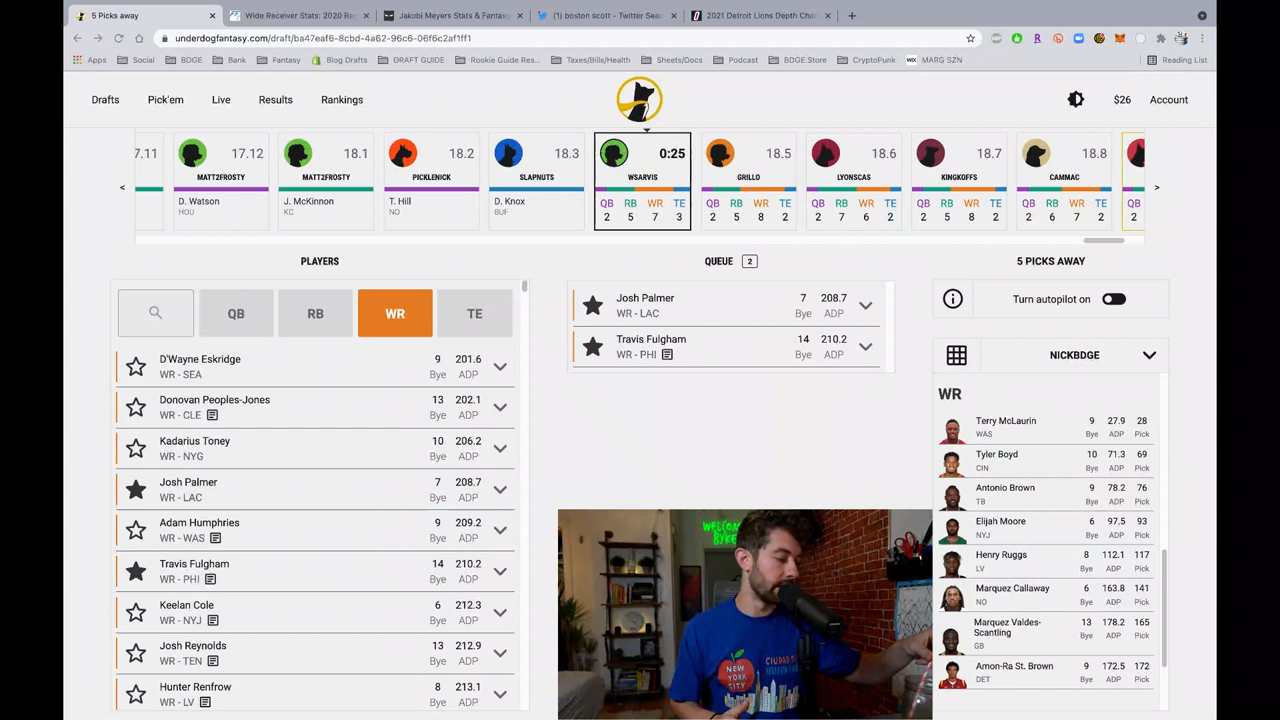 5 Picks away
Wide Receiver Stats: 2020 Reg
Jakobi Meyers Stats & Fantasy
(1) boston scott - Twitter Sear
2021 Detroit Lions Depth Cha
underdogfantasy.com/draft/ba47eaf6-8cbd-4a62-96c6-06f6c2af1ff1
Apps Social BDGE Bank Fantasy Blog Drafts DRAFT GUIDE Rookie Guide Res... Taxes/Bills/Health Sheets/Docs Podcast BDGE.Store CryptoPunk MARG SZN Reading List
Drafts Pick'em Live Results Rankings $26 Account
7.11 17.12 18.1 18.2 18.3 0:25 18.5 18.6 18.7 18.8
MATT2FROSTY MATT2FROSTY PICKLENICK SLAPNUTS WSARVIS GRILLO LYONSCAS KINGKOFFS CAMMAC
D. Watson J. McKinnon T. Hill D. Knox QB RB WR TE QB RB WR TE QB RB WR TE QB RB WR TE QB RB WR TE QB
HOU KC NO BUF 2 5 7 3 2 5 8 2 2 7 6 2 2 5 8 2 2 6 7 2 2
< >
PLAYERS
QB RB WR TE
D'Wayne Eskridge 9 201.6
WR - SEA Bye ADP
Donovan Peoples-Jones 13 202.1
WR - CLE Bye ADP
Kadarius Toney 10 206.2
WR - NYG Bye ADP
Josh Palmer 7 208.7
WR - LAC Bye ADP
Adam Humphries 9 209.2
WR - WAS Bye ADP
Travis Fulgham 14 210.2
WR - PHI Bye ADP
Keelan Cole 6 212.3
WR - NYJ Bye ADP
Josh Reynolds 13 212.9
WR - TEN Bye ADP
Hunter Renfrow 8 213.1
WR - LV Bye ADP
QUEUE 2
Josh Palmer 7 208.7
WR - LAC Bye ADP
Travis Fulgham 14 210.2
WR - PHI Bye ADP
5 PICKS AWAY
Turn autopilot on
NICKBDGE
WR
Terry McLaurin 9 27.9 28
WAS Bye ADP Pick
Tyler Boyd 10 71.3 69
CIN Bye ADP Pick
Antonio Brown 9 78.2 76
TB Bye ADP Pick
Elijah Moore 6 97.5 93
NYJ Bye ADP Pick
Henry Ruggs 8 112.1 117
LV Bye ADP Pick
Marquez Callaway 6 163.8 141
NO Bye ADP Pick
Marquez Valdes-
Scantling 13 178.2 165
GB Bye ADP Pick
Amon-Ra St. Brown 9 172.5 172
DET Bye ADP Pick
NEW YORK
CITY